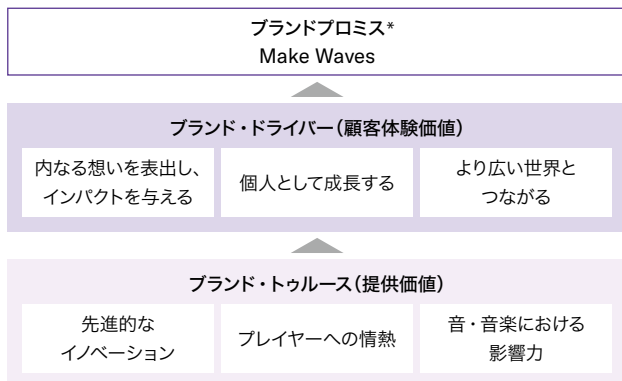 ブランドプロミス*
Make Waves
ブランド・ドライバー（顧客体験価値）
内なる想いを表出し、
インパクトを与える
個人として成長する
より広い世界と
つながる
ブランド・トゥルース（提供価値）
先進的な
イノベーション
プレイヤーへの情熱
音・音楽における
影響力